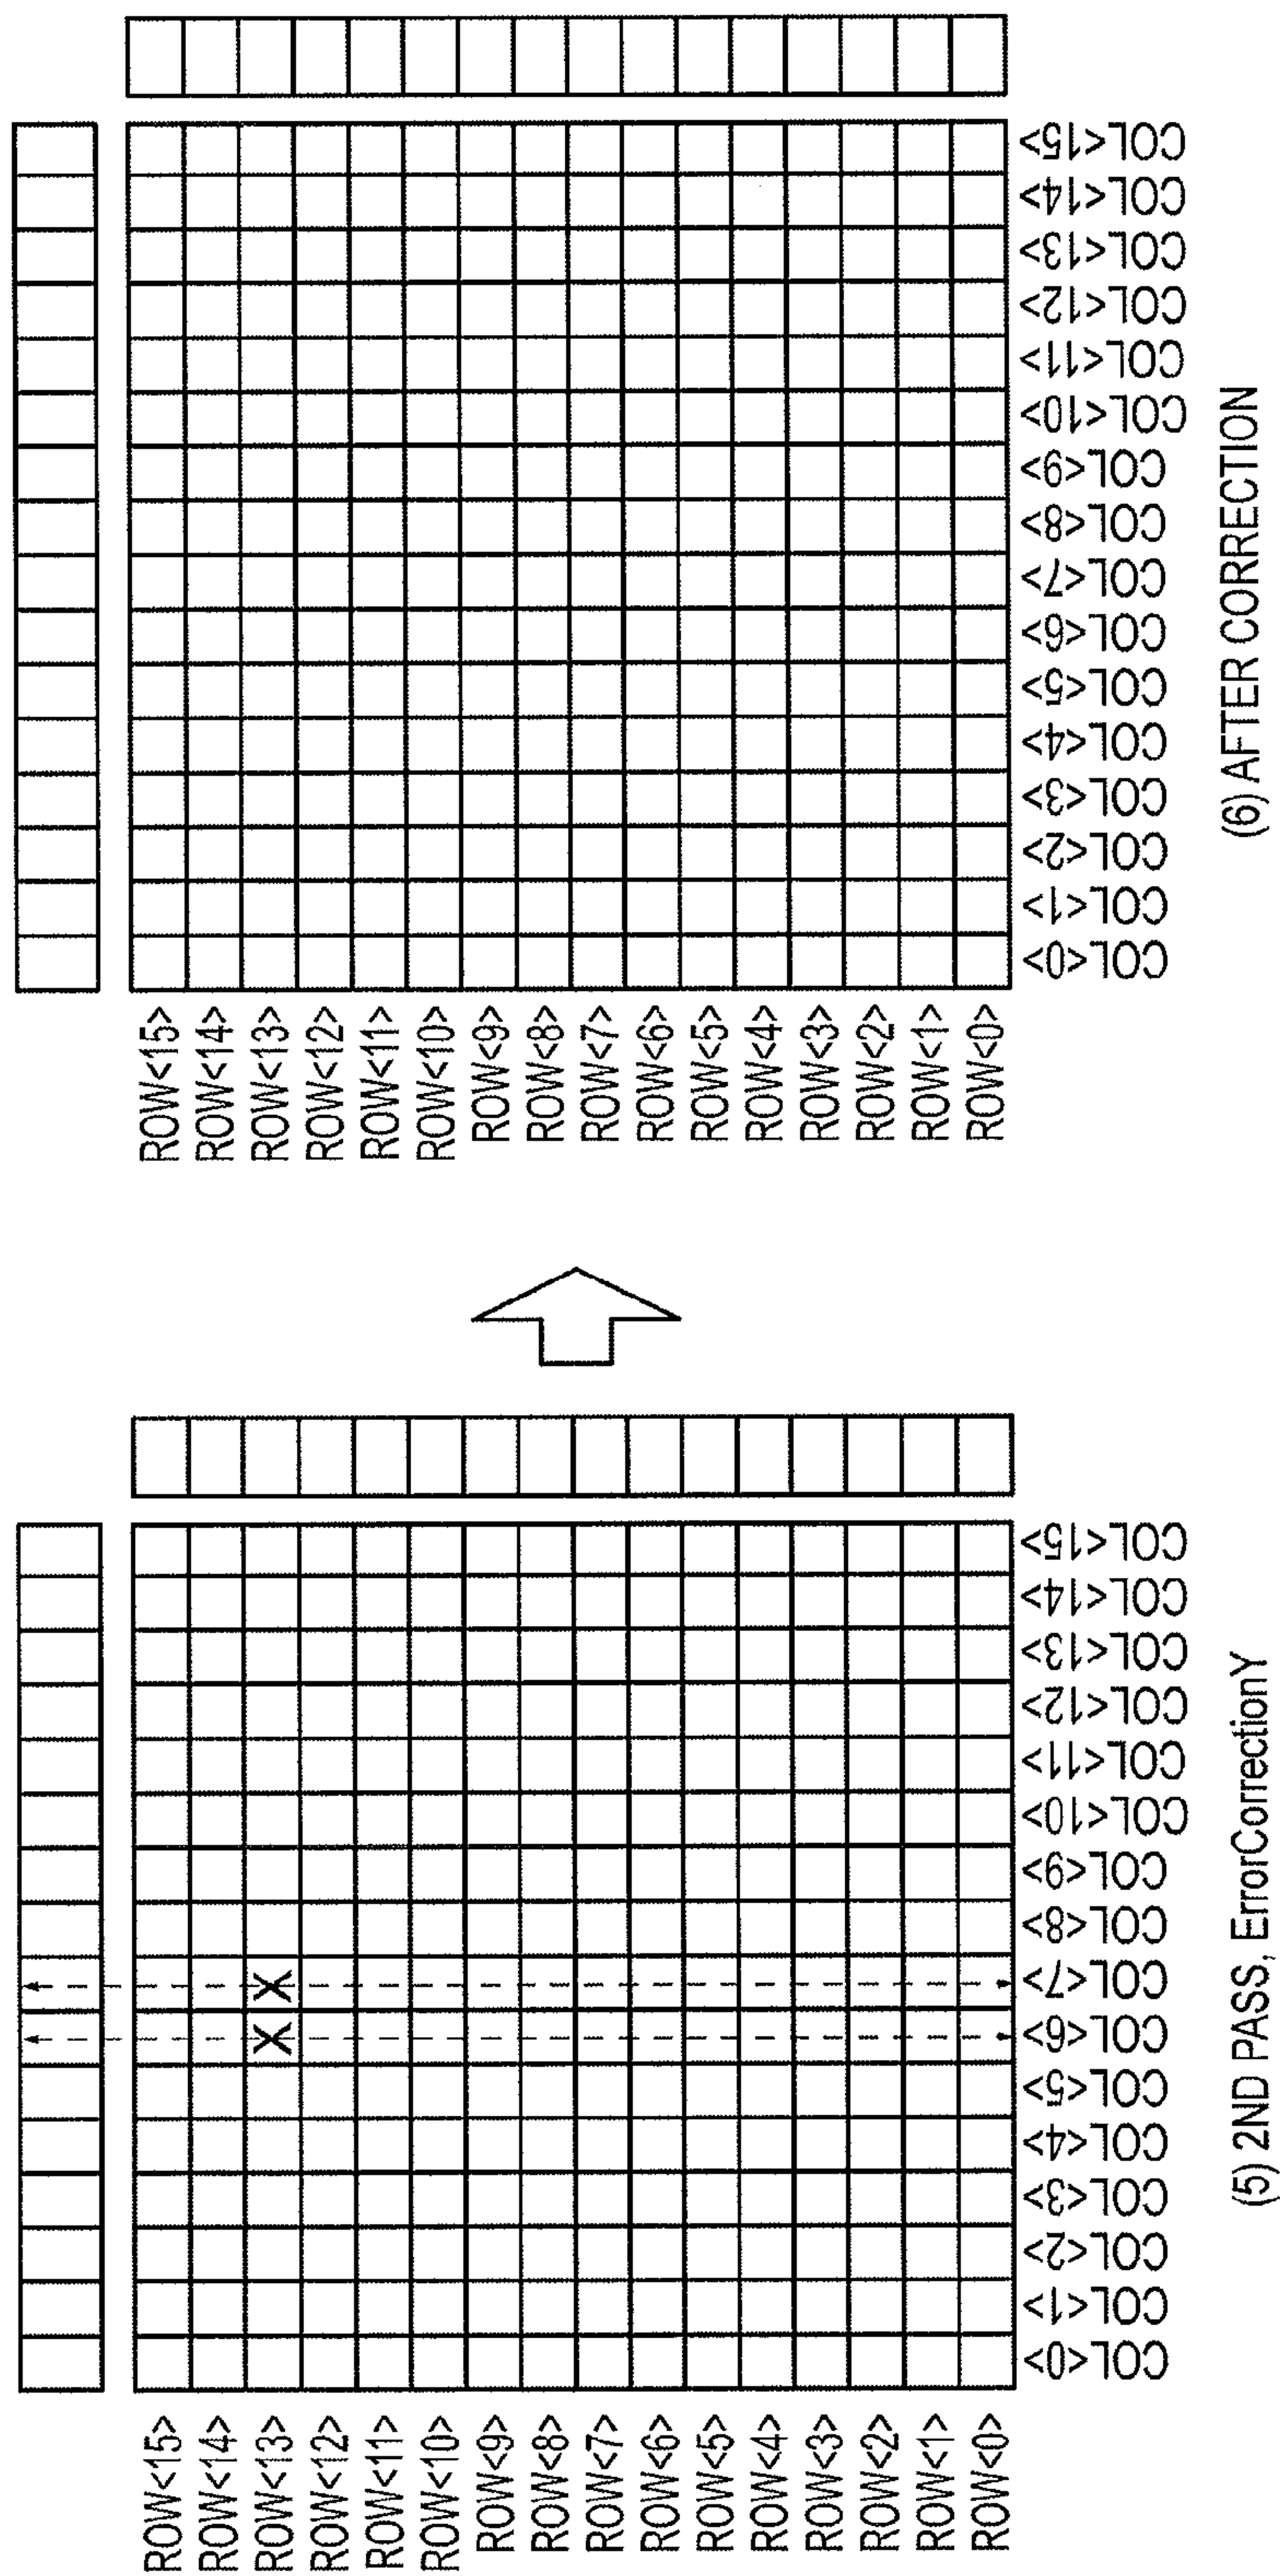 ROW<15>
ROW<14>
ROW<13>
ROW<12>
ROW<11>
ROW<10>
ROW<9>
ROW<8>
ROW<7>
ROW<6>
ROW<5>
ROW<4>
ROW<3>
ROW<2>
ROW<1>
ROW<0>
X
X
COL<0>
COL<1>
COL<2>
COL<3>
COL<4>
COL<5>
COL<6>
COL<7>
COL<8>
COL<9>
COL<10>
COL<11>
COL<12>
COL<13>
COL<14>
COL<15>
(5) 2ND PASS, ErrorCorrectionY
ROW<15>
ROW<14>
ROW<13>
ROW<12>
ROW<11>
ROW<10>
ROW<9>
ROW<8>
ROW<7>
ROW<6>
ROW<5>
ROW<4>
ROW<3>
ROW<2>
ROW<1>
ROW<0>
COL<0>
COL<1>
COL<2>
COL<3>
COL<4>
COL<5>
COL<6>
COL<7>
COL<8>
COL<9>
COL<10>
COL<11>
COL<12>
COL<13>
COL<14>
COL<15>
(6) AFTER CORRECTION